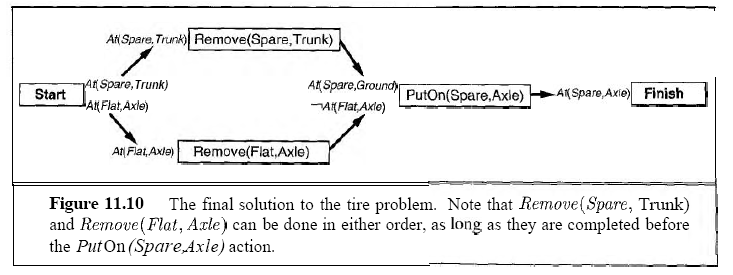 At(Spare,Trunk) Remove(Spare,Trunk)
At(Spare,Trunk) At(Spare,Ground)
Start PutOn(Spare,Axle) At(Spare,Axle) Finish
At(Flat,Axle) ¬At(Flat,Axle)
At(Flat,Axle) Remove(Flat,Axle)
Figure 11.10 The final solution to the tire problem. Note that Remove(Spare, Trunk)
and Remove(Flat, Axle) can be done in either order, as long as they are completed before
the PutOn(Spare,Axle) action.